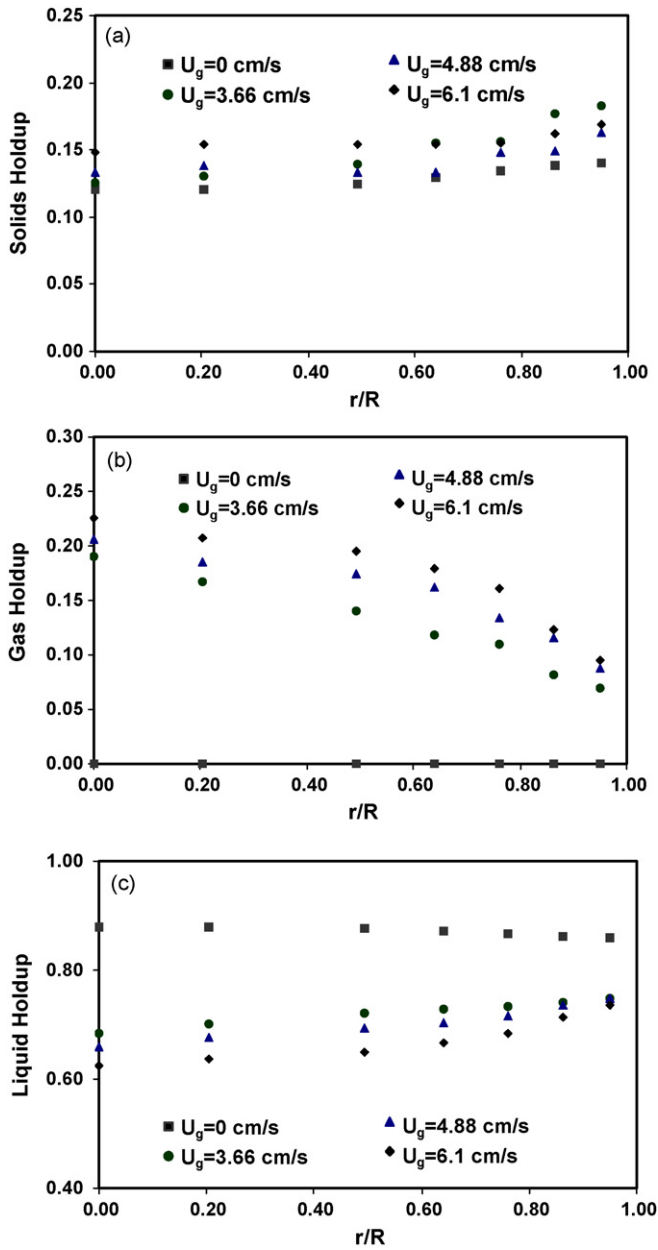 0.25
(a)
Ug=0 cm/s
Ug=4.88 cm/s
0.20
Ug=3.66 cm/s
Ug=6.1 cm/s
0.15
Solids Holdup
0.10
0.05
0.00
0.00 0.20 0.40 0.60 0.80 1.00
r/R
0.30
(b)
Ug=0 cm/s
Ug=4.88 cm/s
0.25
Ug=3.66 cm/s
Ug=6.1 cm/s
0.20
Gas Holdup
0.15
0.10
0.05
0.00
0.00 0.20 0.40 0.60 0.80 1.00
r/R
1.00
(c)
0.80
Liquid Holdup
0.60
Ug=0 cm/s
Ug=4.88 cm/s
Ug=3.66 cm/s
Ug=6.1 cm/s
0.40
0.00 0.20 0.40 0.60 0.80 1.00
r/R